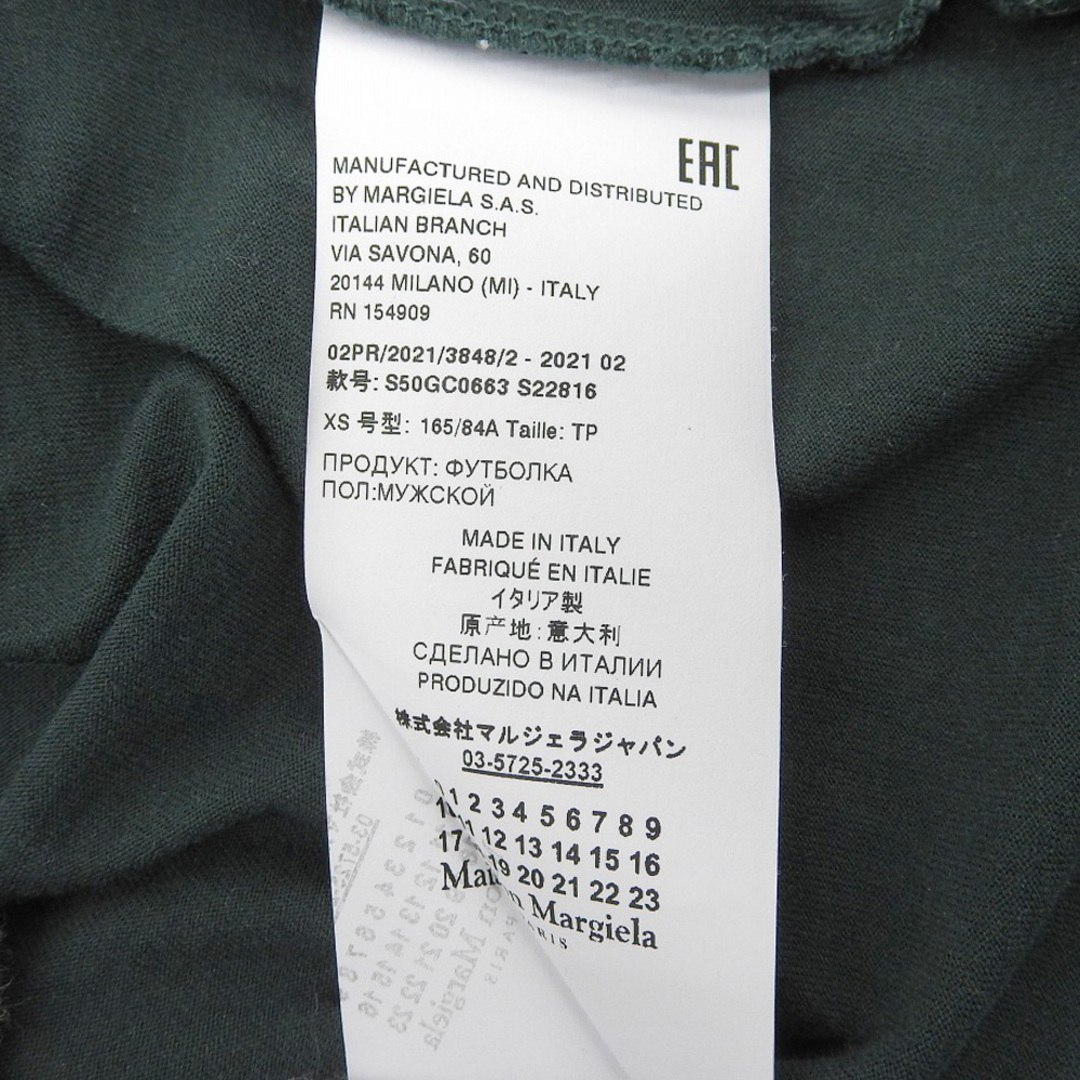 EAC
MANUFACTURED AND DISTRIBUTED
BY MARGIELA S.A.S.
ITALIAN BRANCH
VIA SAVONA, 60
20144 MILANO (MI) - ITALY
RN 154909
02PR/2021/3848/2 - 2021 02
款号: S50GC0663 S22816
XS 号型: 165/84A Taille: TP
ПРОДУКТ: ФУТБОЛКА
ПОЛ:МУЖСКОЙ
MADE IN ITALY
FABRIQUÉ EN ITALIE
イタリア製
原产地:意大利
СДЕЛАНО В ИТАЛИИ
PRODUZIDO NA ITALIA
株式会社マルジェラジャパン
03-5725-2333
1 2 3 4 5 6 7 8 9
12 13 14 15 16
17 19 20 21 22 23
Margiela